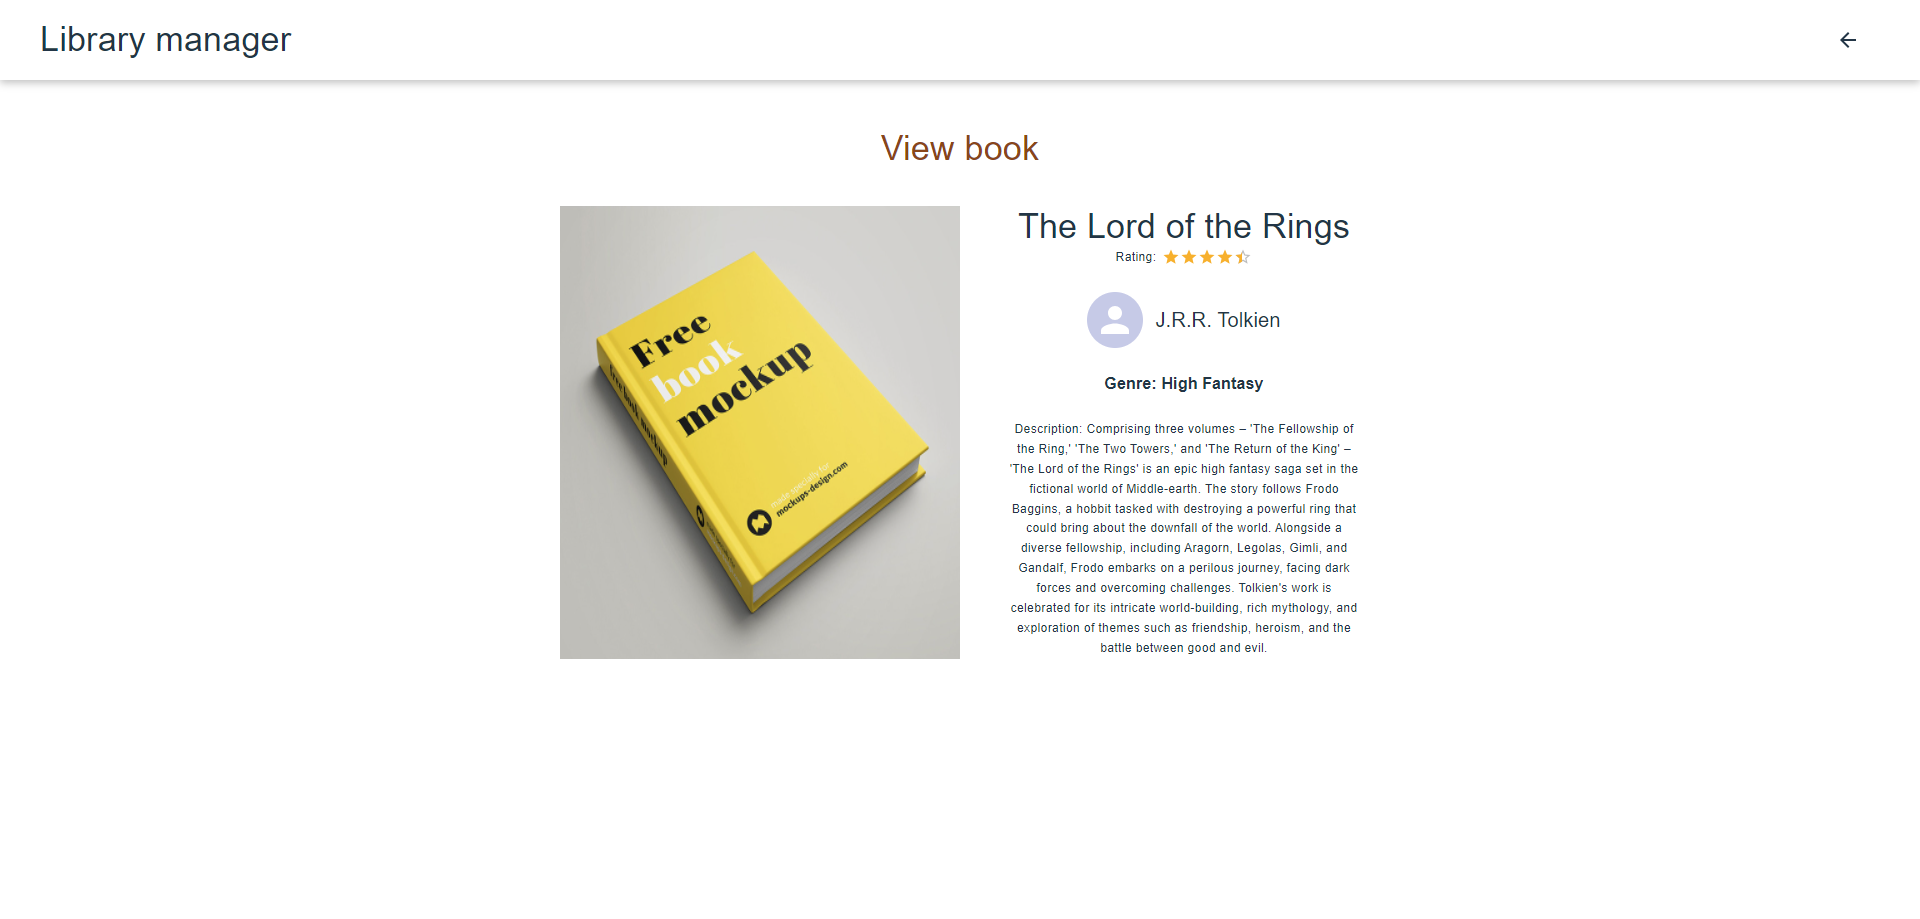 Library manager
View book
The Lord of the Rings
Rating:
J.R.R. Tolkien
Genre: High Fantasy
Description: Comprising three volumes – 'The Fellowship of
the Ring,' 'The Two Towers,' and 'The Return of the King' –
'The Lord of the Rings' is an epic high fantasy saga set in the
fictional world of Middle-earth. The story follows Frodo
Baggins, a hobbit tasked with destroying a powerful ring that
could bring about the downfall of the world. Alongside a
diverse fellowship, including Aragorn, Legolas, Gimli, and
Gandalf, Frodo embarks on a perilous journey, facing dark
forces and overcoming challenges. Tolkien's work is
celebrated for its intricate world-building, rich mythology, and
exploration of themes such as friendship, heroism, and the
battle between good and evil.
Free
book
mockup
made specially for
mockups-design.com
Free book mockup